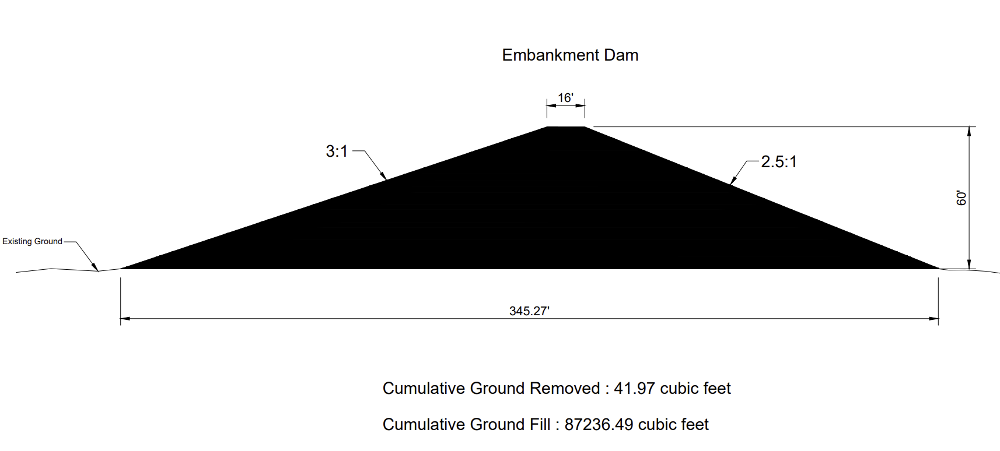 Embankment Dam
16'
3:1
2.5:1
60'
Existing Ground
345.27'
Cumulative Ground Removed : 41.97 cubic feet
Cumulative Ground Fill : 87236.49 cubic feet